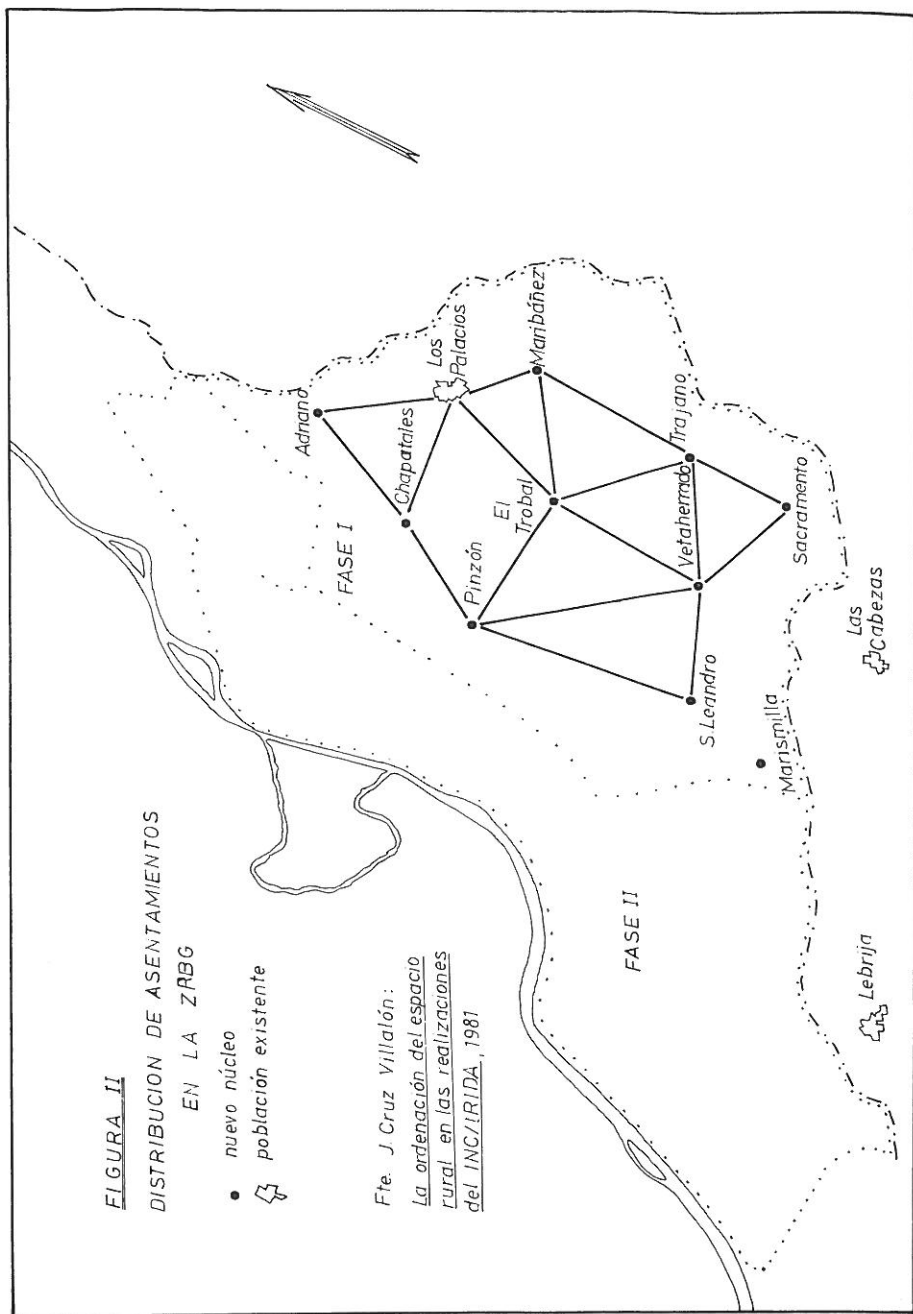 FIGURA II
DISTRIBUCION DE ASENTAMIENTOS
EN LA ZRBG
nuevo núcleo
población existente
Fte. J. Cruz Villalón:
La ordenación del espacio
rural en las realizaciones
del INC/IRIDA, 1981
Adnano
Chapatales
Los
Palacios
FASE I
Maribáñez
Pinzón
El
Trobal
Trajano
Vetaherrado
S. Leandro
Sacramento
Marismilla
Las
Cabezas
FASE II
Lebrija